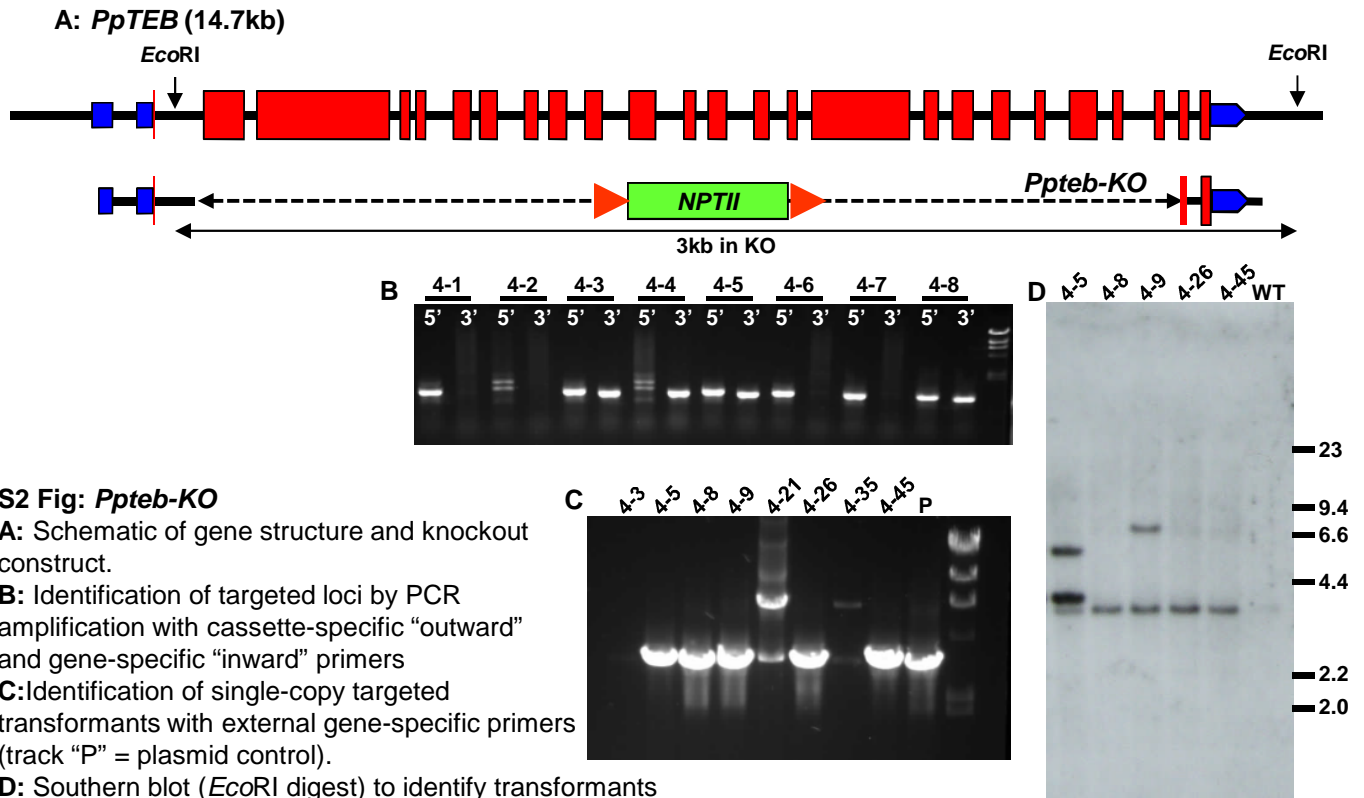 A: PpTEB (14.7kb)
EcoRI
EcoRI
NPTII
Ppteb-KO
3kb in KO
B
4-1 4-2 4-3 4-4 4-5 4-6 4-7 4-8
5’ 3’ 5’ 3’ 5’ 3’ 5’ 3’ 5’ 3’ 5’ 3’ 5’ 3’ 5’ 3’
D
4-5 4-8 4-9 4-26 4-45 WT
23
9.4
6.6
4.4
2.2
2.0
C
4-3 4-5 4-8 4-9 4-21 4-26 4-35 4-45 P
S2 Fig: Ppteb-KO
A: Schematic of gene structure and knockout
construct.
B: Identification of targeted loci by PCR
amplification with cassette-specific “outward”
and gene-specific “inward” primers
C:Identification of single-copy targeted
transformants with external gene-specific primers
(track “P” = plasmid control).
D: Southern blot (EcoRI digest) to identify transformants